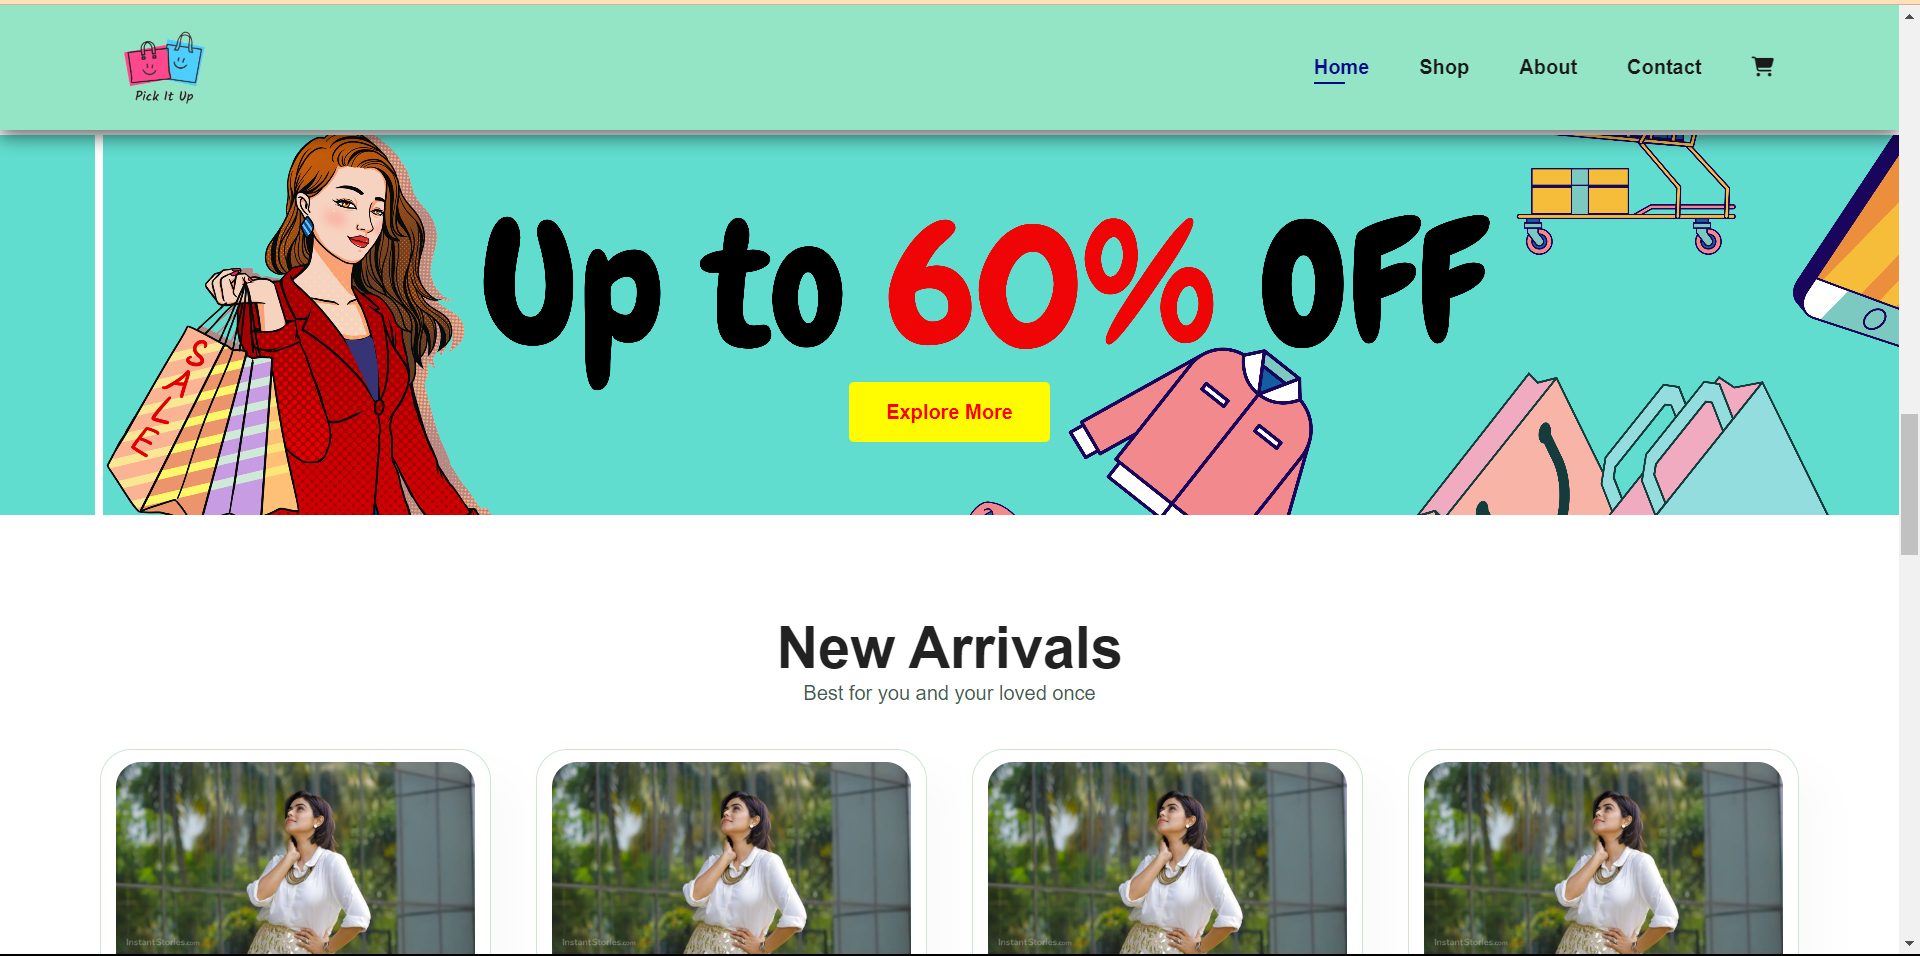 Pick It Up
Home Shop About Contact
Up to 60% OFF
SALE
Explore More
New Arrivals
Best for you and your loved once
InstantStories.com InstantStories.com InstantStories.com InstantStories.com